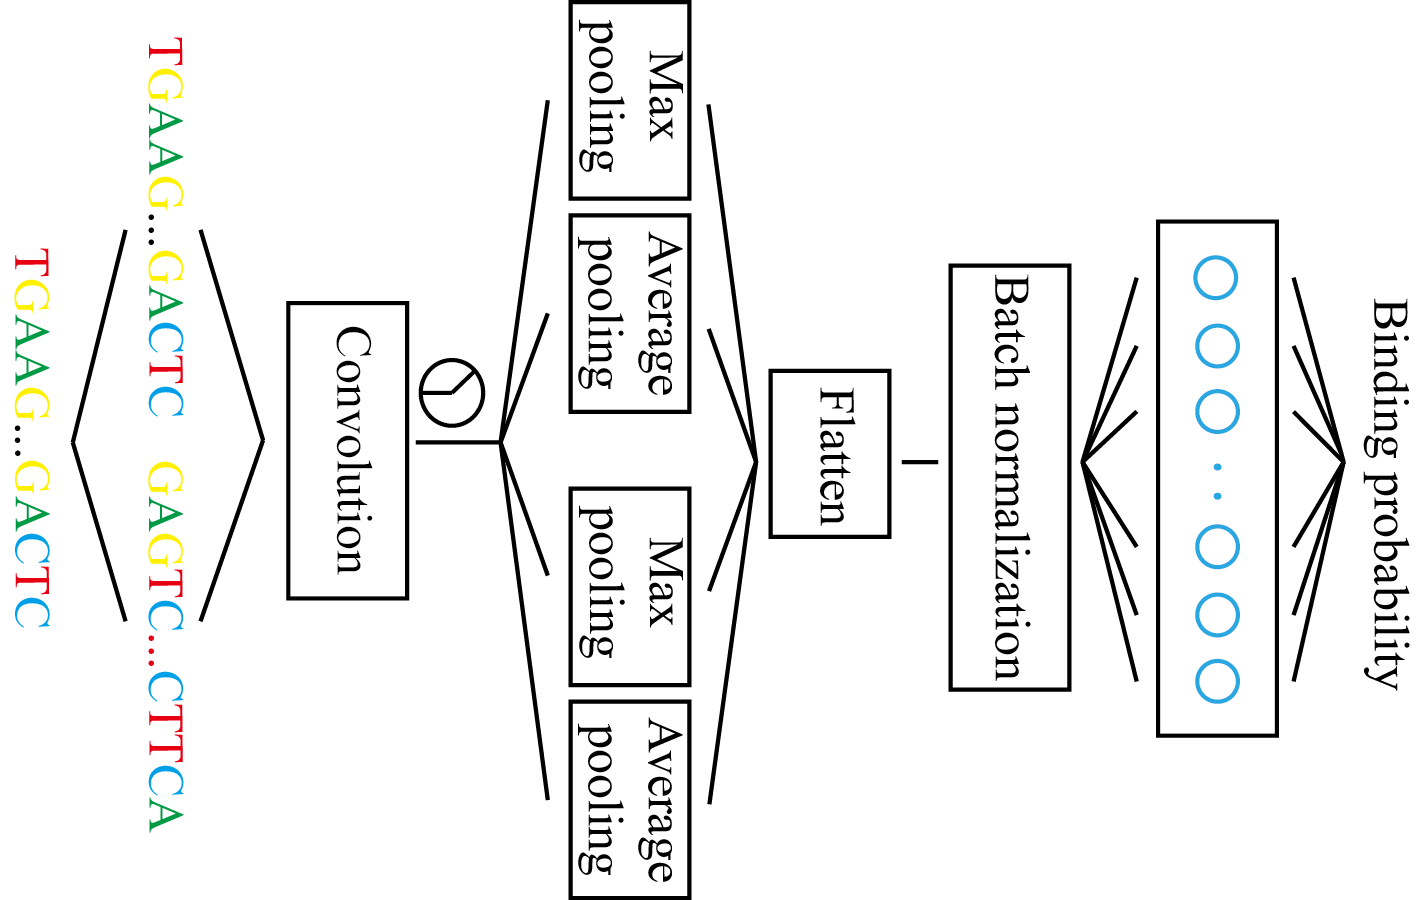 Binding probability
Batch normalization
Flatten
Max
pooling
Average
pooling
Max
pooling
Average
pooling
Convolution
TGAAG...GACTC GAGTC...CTTCA
TGAAG...GACTC